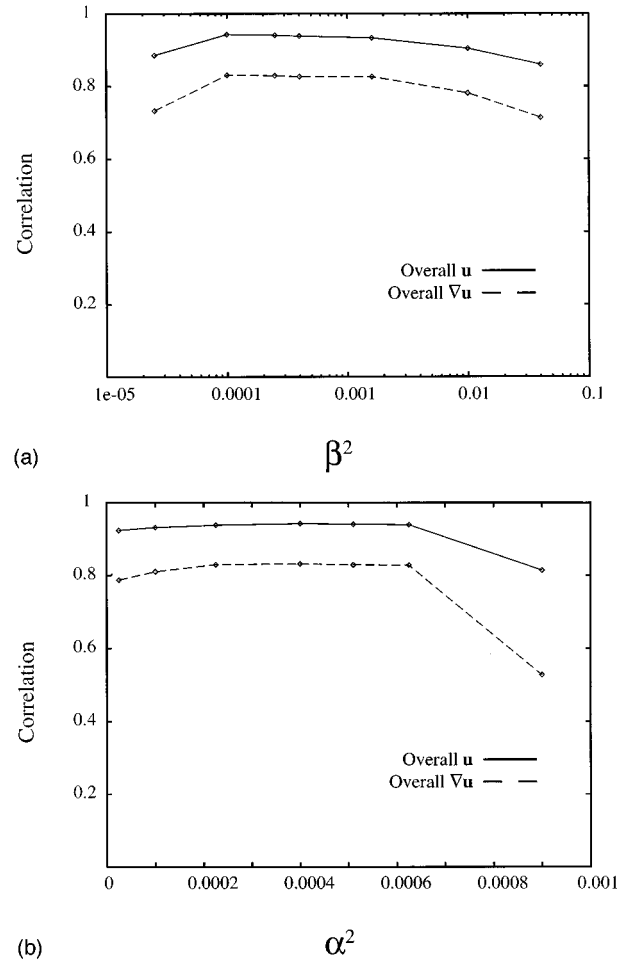 1
0.8
0.6
0.4
0.2
Correlation
Overall u
Overall ∇u
1e-05 0.0001 0.001 0.01 0.1
(a) β²
1
0.8
0.6
0.4
0.2
Correlation
Overall u
Overall ∇u
0 0.0002 0.0004 0.0006 0.0008 0.001
(b) α²